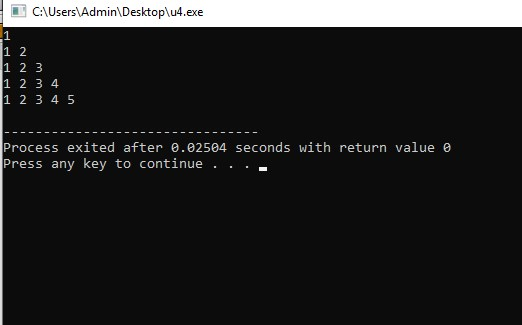 C:\Users\Admin\Desktop\u4.exe
1
1 2
1 2 3
1 2 3 4
1 2 3 4 5
--------------------------------
Process exited after 0.02504 seconds with return value 0
Press any key to continue . . .